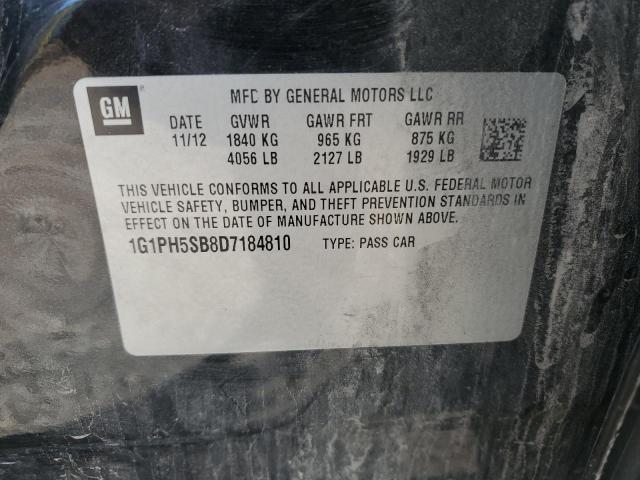 GM
MFD BY GENERAL MOTORS LLC
DATE GVWR GAWR FRT GAWR RR
11/12 1840 KG 965 KG 875 KG
4056 LB 2127 LB 1929 LB
THIS VEHICLE CONFORMS TO ALL APPLICABLE U.S. FEDERAL MOTOR
VEHICLE SAFETY, BUMPER, AND THEFT PREVENTION STANDARDS IN
EFFECT ON THE DATE OF MANUFACTURE SHOWN ABOVE.
1G1PH5SB8D7184810 TYPE: PASS CAR